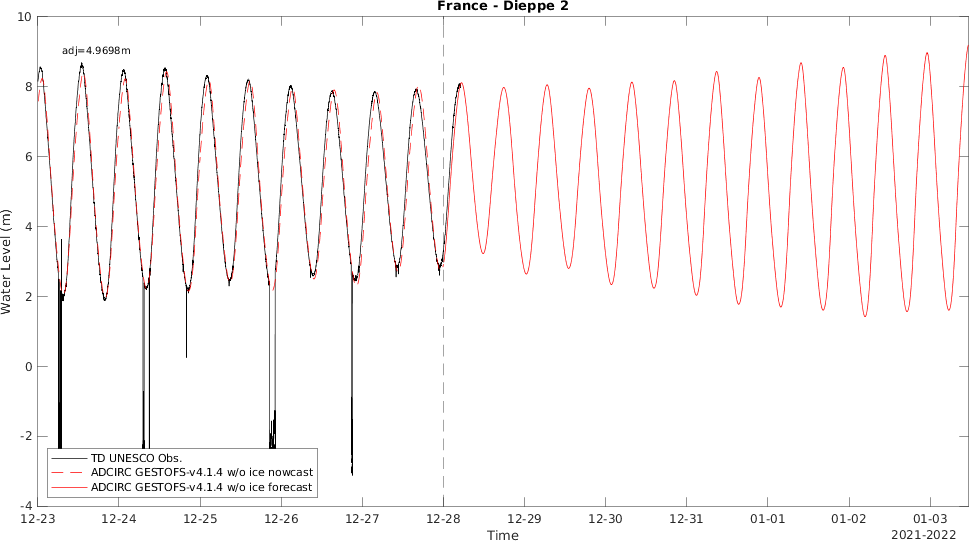 France - Dieppe 2
adj=4.9698m
10
8
6
4
2
0
-2
-4
Water Level (m)
TD UNESCO Obs.
ADCIRC GESTOFS-v4.1.4 w/o ice nowcast
ADCIRC GESTOFS-v4.1.4 w/o ice forecast
12-23 12-24 12-25 12-26 12-27 12-28 12-29 12-30 12-31 01-01 01-02 01-03
Time
2021-2022